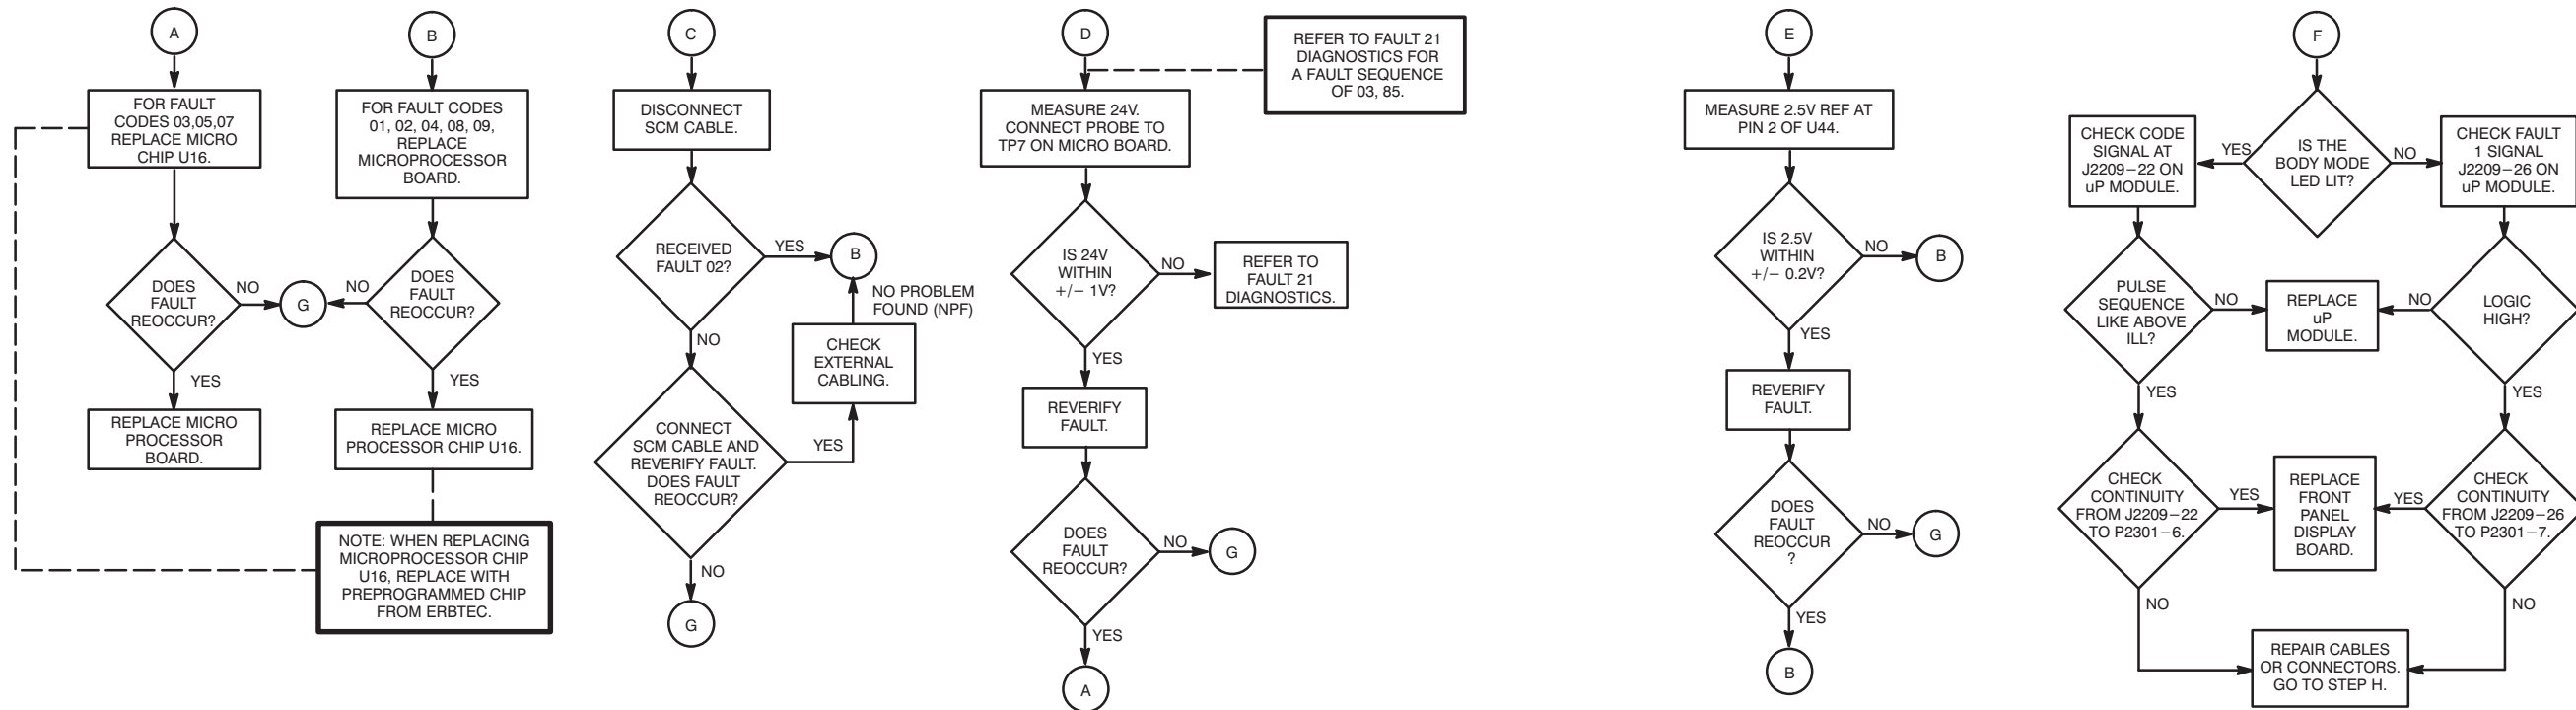 A
FOR FAULT
CODES 03,05,07
REPLACE MICRO
CHIP U16.
DOES
FAULT
REOCCUR?
NO
G
YES
REPLACE MICRO
PROCESSOR
BOARD.
B
FOR FAULT CODES
01, 02, 04, 08, 09,
REPLACE
MICROPROCESSOR
BOARD.
DOES
FAULT
REOCCUR?
NO
YES
REPLACE MICRO
PROCESSOR CHIP U16.
NOTE: WHEN REPLACING
MICROPROCESSOR CHIP
U16, REPLACE WITH
PREPROGRAMMED CHIP
FROM ERBTEC.
C
DISCONNECT
SCM CABLE.
RECEIVED
FAULT 02?
YES
B
NO PROBLEM
FOUND (NPF)
CHECK
EXTERNAL
CABLING.
NO
CONNECT
SCM CABLE AND
REVERIFY FAULT.
DOES FAULT
REOCCUR?
YES
NO
G
D
REFER TO FAULT 21
DIAGNOSTICS FOR
A FAULT SEQUENCE
OF 03, 85.
MEASURE 24V.
CONNECT PROBE TO
TP7 ON MICRO BOARD.
IS 24V
WITHIN
+/− 1V?
NO
REFER TO
FAULT 21
DIAGNOSTICS.
YES
REVERIFY
FAULT.
DOES
FAULT
REOCCUR?
NO
G
YES
A
E
MEASURE 2.5V REF AT
PIN 2 OF U44.
IS 2.5V
WITHIN
+/− 0.2V?
NO
B
YES
REVERIFY
FAULT.
DOES
FAULT
REOCCUR
?
NO
G
YES
B
F
IS THE
BODY MODE
LED LIT?
YES
NO
CHECK CODE
SIGNAL AT
J2209−22 ON
uP MODULE.
CHECK FAULT
1 SIGNAL
J2209−26 ON
uP MODULE.
PULSE
SEQUENCE
LIKE ABOVE
ILL?
NO
REPLACE
uP
MODULE.
NO
LOGIC
HIGH?
YES
YES
CHECK
CONTINUITY
FROM J2209−22
TO P2301−6.
YES
REPLACE
FRONT
PANEL
DISPLAY
BOARD.
YES
CHECK
CONTINUITY
FROM J2209−26
TO P2301−7.
NO
NO
REPAIR CABLES
OR CONNECTORS.
GO TO STEP H.